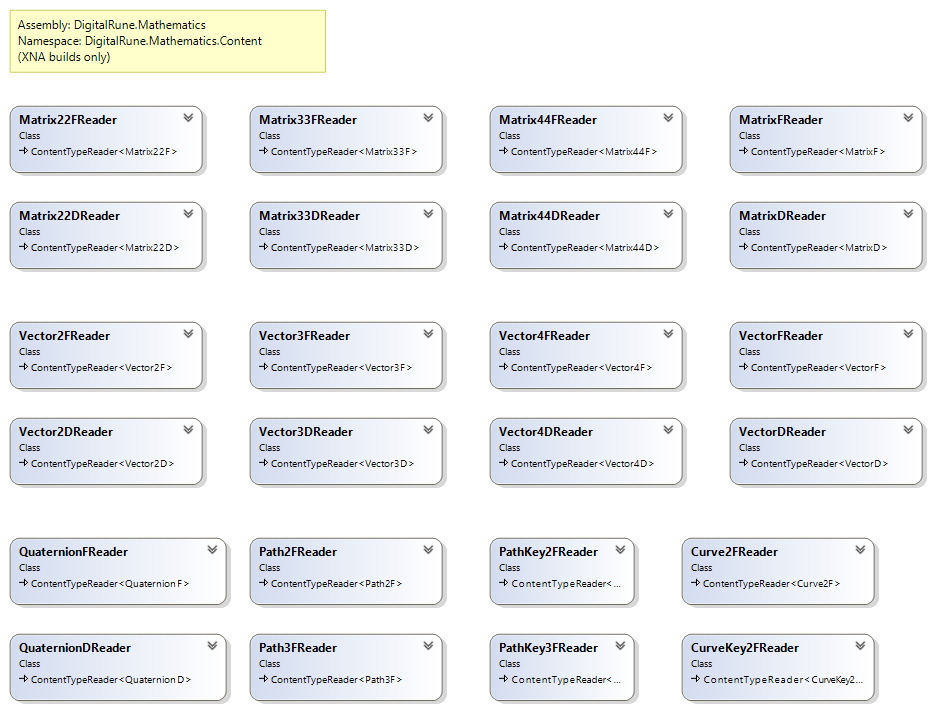 Assembly: DigitalRune.Mathematics
Namespace: DigitalRune.Mathematics.Content
(XNA builds only)
Matrix22FReader
Class
ContentTypeReader<Matrix22F>
Matrix33FReader
Class
ContentTypeReader<Matrix33F>
Matrix44FReader
Class
ContentTypeReader<Matrix44F>
MatrixFReader
Class
ContentTypeReader<MatrixF>
Matrix22DReader
Class
ContentTypeReader<Matrix22D>
Matrix33DReader
Class
ContentTypeReader<Matrix33D>
Matrix44DReader
Class
ContentTypeReader<Matrix44D>
MatrixDReader
Class
ContentTypeReader<MatrixD>
Vector2FReader
Class
ContentTypeReader<Vector2F>
Vector3FReader
Class
ContentTypeReader<Vector3F>
Vector4FReader
Class
ContentTypeReader<Vector4F>
VectorFReader
Class
ContentTypeReader<VectorF>
Vector2DReader
Class
ContentTypeReader<Vector2D>
Vector3DReader
Class
ContentTypeReader<Vector3D>
Vector4DReader
Class
ContentTypeReader<Vector4D>
VectorDReader
Class
ContentTypeReader<VectorD>
QuaternionFReader
Class
ContentTypeReader<QuaternionF>
Path2FReader
Class
ContentTypeReader<Path2F>
PathKey2FReader
Class
ContentTypeReader<...
Curve2FReader
Class
ContentTypeReader<Curve2F>
QuaternionDReader
Class
ContentTypeReader<QuaternionD>
Path3FReader
Class
ContentTypeReader<Path3F>
PathKey3FReader
Class
ContentTypeReader<...
CurveKey2FReader
Class
ContentTypeReader<CurveKey2...